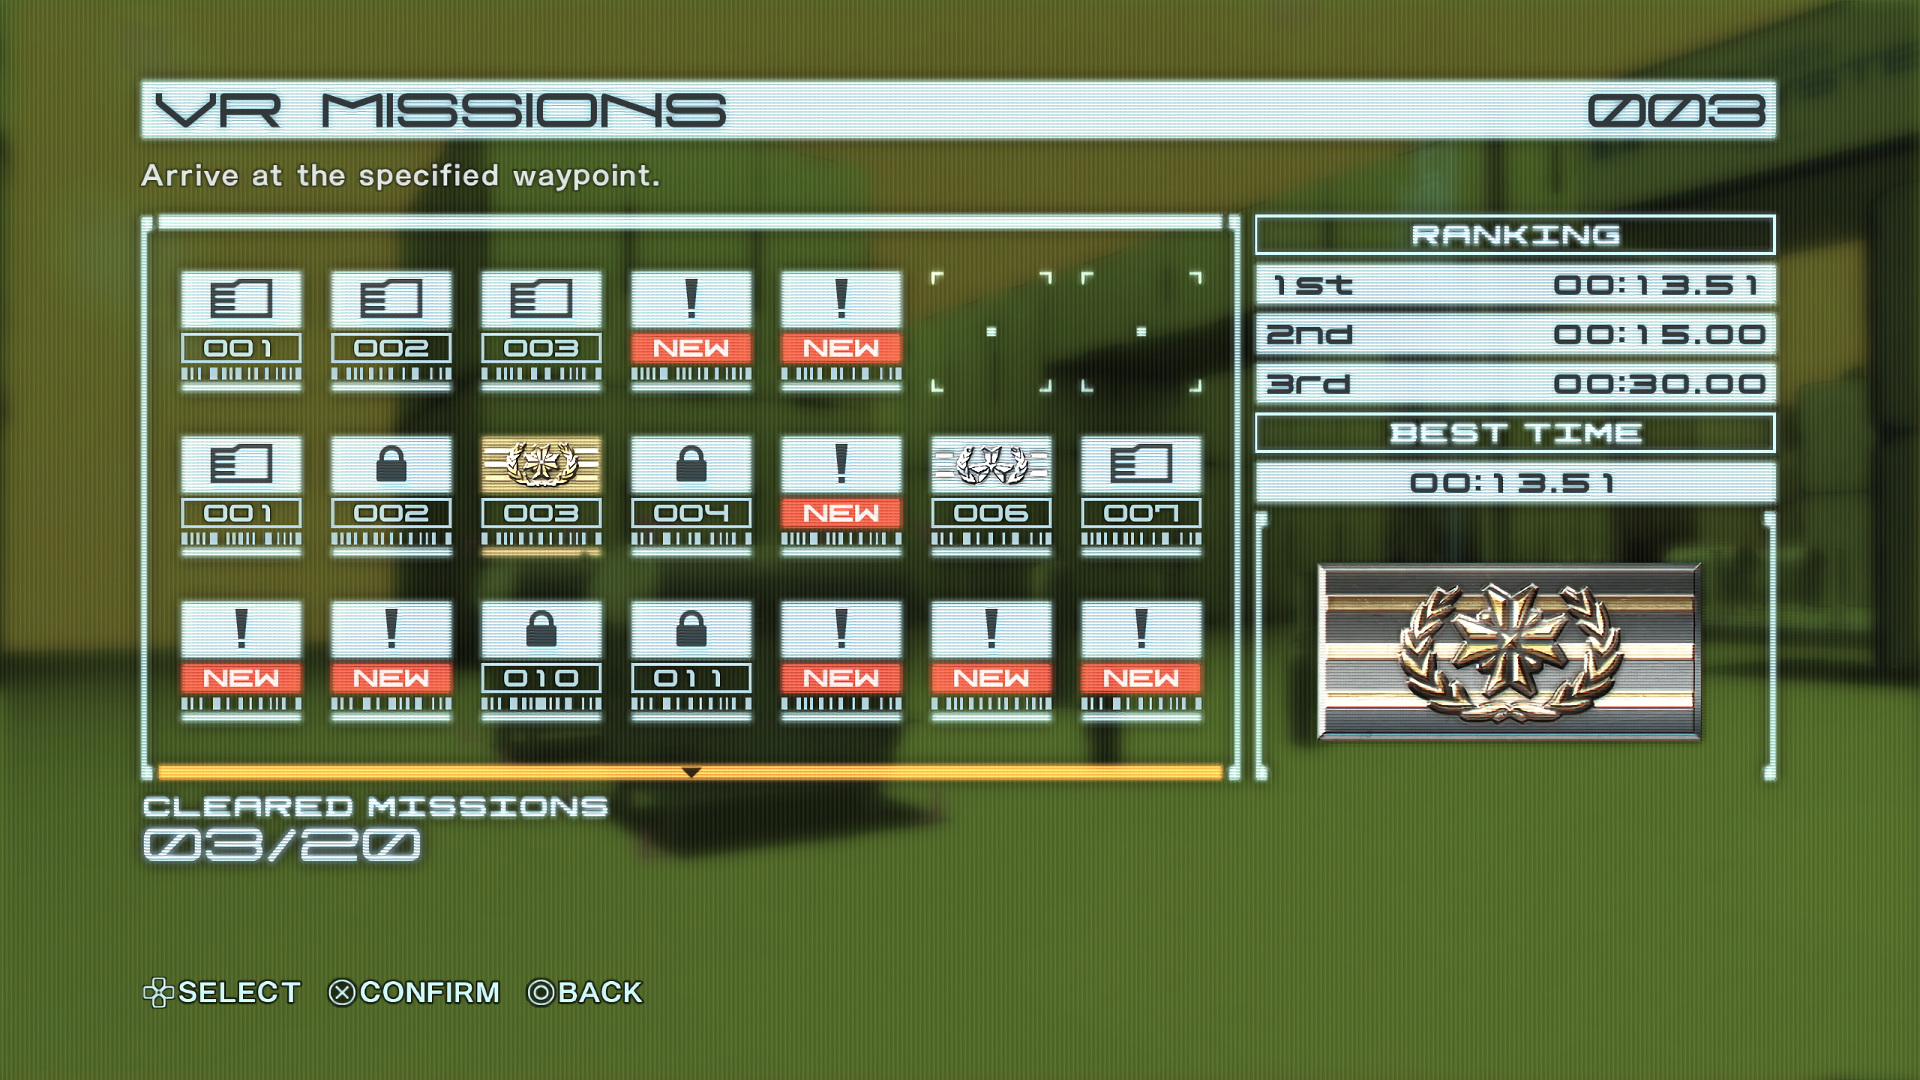 VR MISSIONS 003
Arrive at the specified waypoint.
001 002 003 NEW NEW
001 002 003 004 NEW 006 007
NEW NEW 010 011 NEW NEW NEW
CLEARED MISSIONS
03/20
RANKING
1st 00:13.51
2nd 00:15.00
3rd 00:30.00
BEST TIME
00:13.51
SELECT CONFIRM BACK